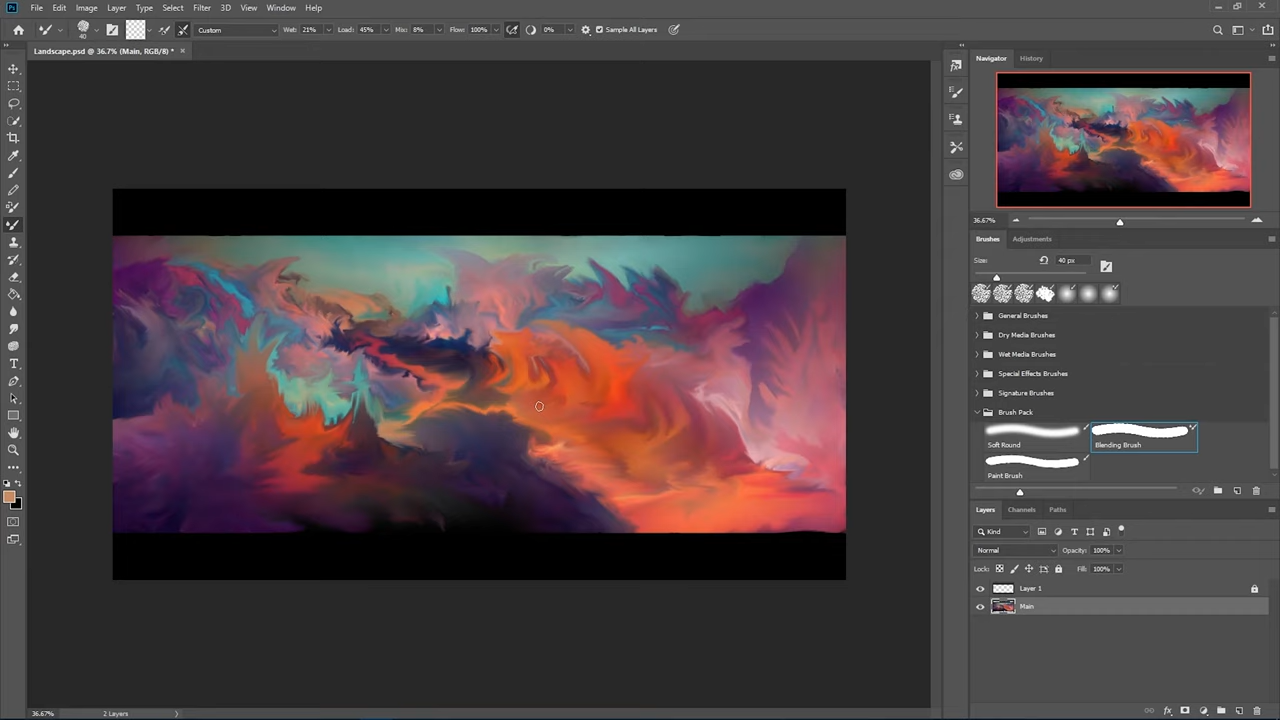 Ps File Edit Image Layer Type Select Filter 3D View Window Help
40 Custom Wet: 21% Load: 45% Mix: 8% Flow: 100% 0% Sample All Layers
Landscape.psd @ 36.7% (Main, RGB/8) *
Navigator History
36.67%
Brushes Adjustments
Size: 40 px
General Brushes
Dry Media Brushes
Wet Media Brushes
Special Effects Brushes
Signature Brushes
Brush Pack
Soft Round Blending Brush
Paint Brush
Layers Channels Paths
Kind
Normal Opacity: 100%
Lock: Fill: 100%
Layer 1
Main
36.67% 2 Layers